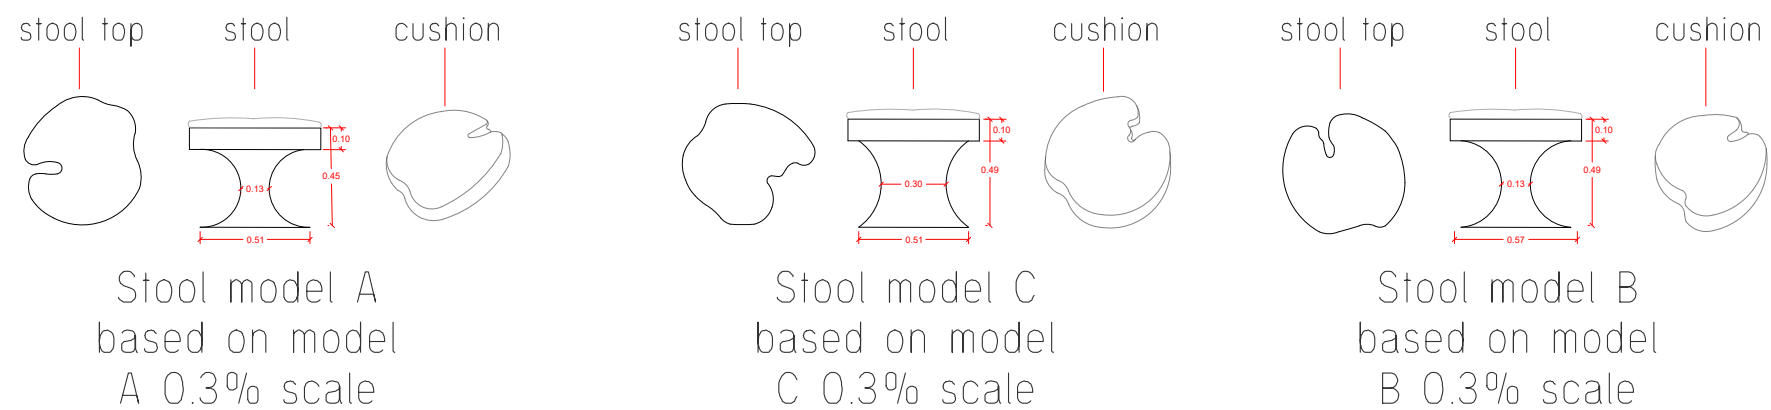 stool top stool cushion
0.10
0.45
0.13
0.51
Stool model A
based on model
A 0.3% scale
stool top stool cushion
0.10
0.49
0.30
0.51
Stool model C
based on model
C 0.3% scale
stool top stool cushion
0.10
0.49
0.13
0.57
Stool model B
based on model
B 0.3% scale